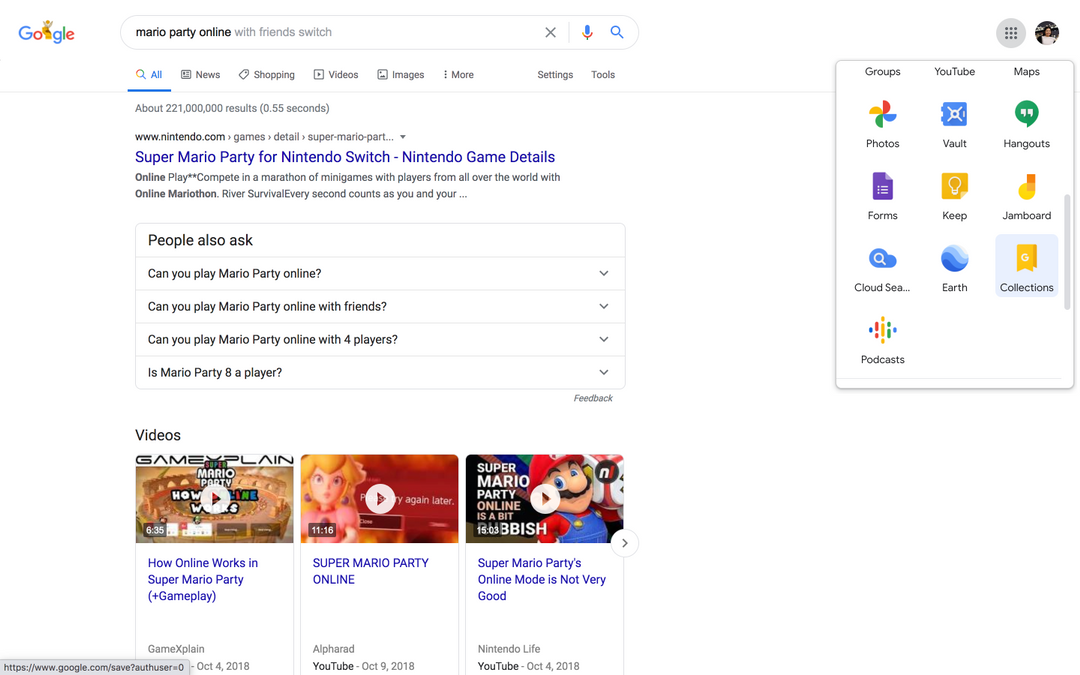 Google
mario party online with friends switch
All
News
Shopping
Videos
Images
More
Settings
Tools
About 221,000,000 results (0.55 seconds)
www.nintendo.com › games › detail › super-mario-part...
Super Mario Party for Nintendo Switch - Nintendo Game Details
Online Play**Compete in a marathon of minigames with players from all over the world with
Online Mariothon. River SurvivalEvery second counts as you and your ...
People also ask
Can you play Mario Party online?
Can you play Mario Party online with friends?
Can you play Mario Party online with 4 players?
Is Mario Party 8 a player?
Feedback
Videos
GAMEXPLAIN
SUPER
MARIO
PARTY
HOW ONLINE
WORKS
6:35
How Online Works in
Super Mario Party
(+Gameplay)
GameXplain
- Oct 4, 2018
ry again later.
Close
11:16
SUPER MARIO PARTY
ONLINE
Alpharad
YouTube - Oct 9, 2018
SUPER
MARIO
PARTY
ONLINE
IS A BIT
RUBBISH
n
15:03
Super Mario Party's
Online Mode is Not Very
Good
Nintendo Life
YouTube - Oct 4, 2018
Groups
YouTube
Maps
Photos
Vault
Hangouts
Forms
Keep
Jamboard
Cloud Sea...
Earth
G
Collections
Podcasts
https://www.google.com/save?authuser=0